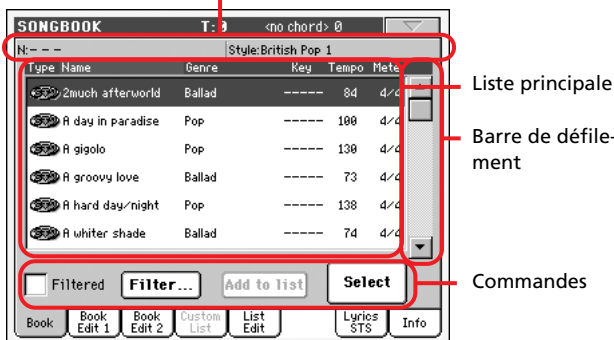 SONGBOOK T:0 <no chord> 0
N:--- Style:British Pop 1
Type Name Genre Key Tempo Mete
2much afterworld Ballad ----- 84 4/4
A day in paradise Pop ----- 100 4/4
A gigolo Pop ----- 130 4/4
A groovy love Ballad ----- 73 4/4
A hard day/night Pop ----- 138 4/4
A whiter shade Ballad ----- 74 4/4
Filtered Filter... Add to list Select
Book Book Edit 1 Book Edit 2 Custom List List Edit Lyrics STS Info
Liste principale
Barre de défile-
ment
Commandes